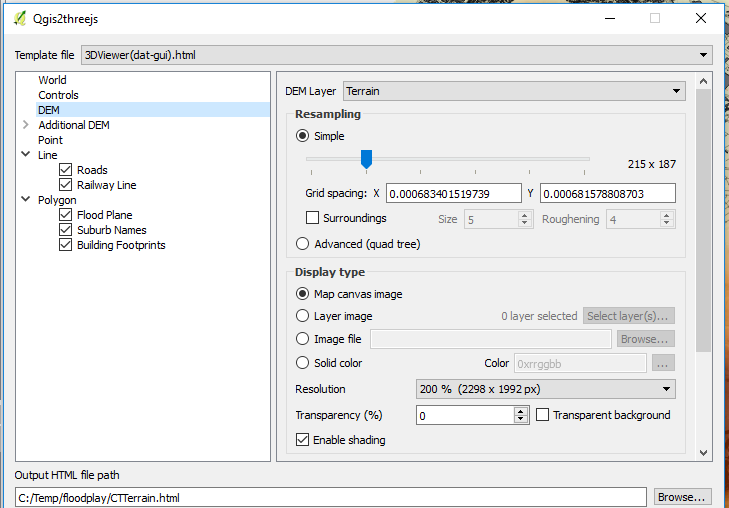 Qgis2threejs
Template file 3DViewer(dat-gui).html
World
Controls
DEM
Additional DEM
Point
Line
Roads
Railway Line
Polygon
Flood Plane
Suburb Names
Building Footprints
DEM Layer Terrain
Resampling
Simple
215 x 187
Grid spacing: X 0.000683401519739 Y 0.000681578808703
Surroundings Size 5 Roughening 4
Advanced (quad tree)
Display type
Map canvas image
Layer image 0 layer selected Select layer(s)...
Image file Browse...
Solid color Color 0xrrggbb ...
Resolution 200 % (2298 x 1992 px)
Transparency (%) 0 Transparent background
Enable shading
Output HTML file path
C:/Temp/floodplay/CTTerrain.html Browse...